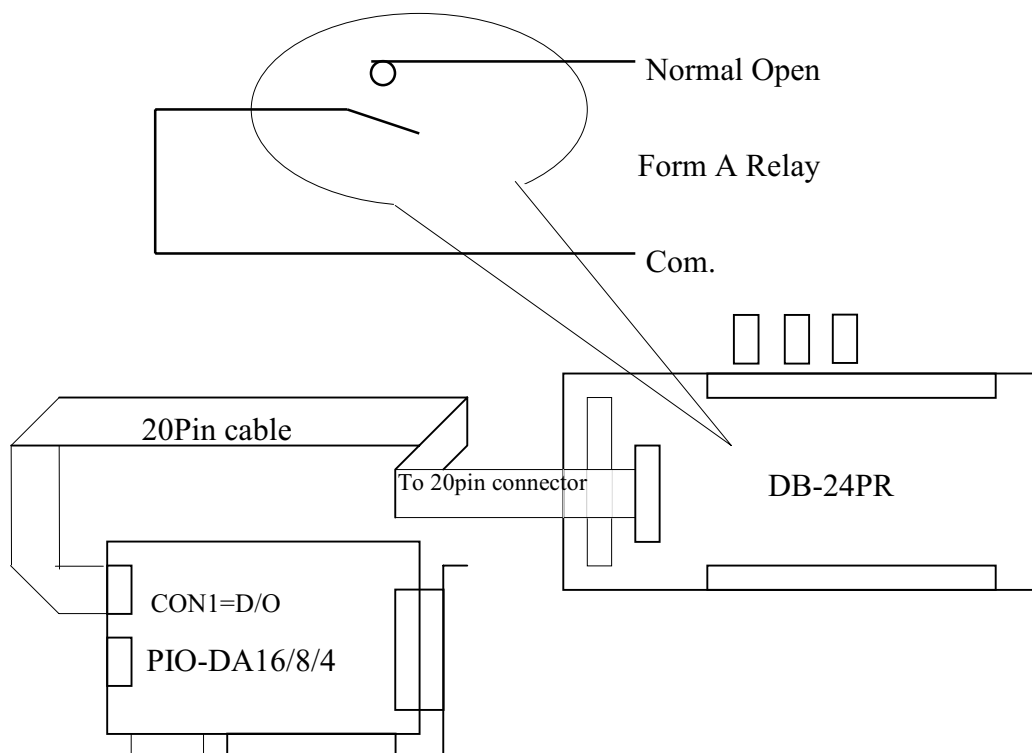 Normal Open
Form A Relay
Com.
20Pin cable
To 20pin connector
DB-24PR
CON1=D/O
PIO-DA16/8/4